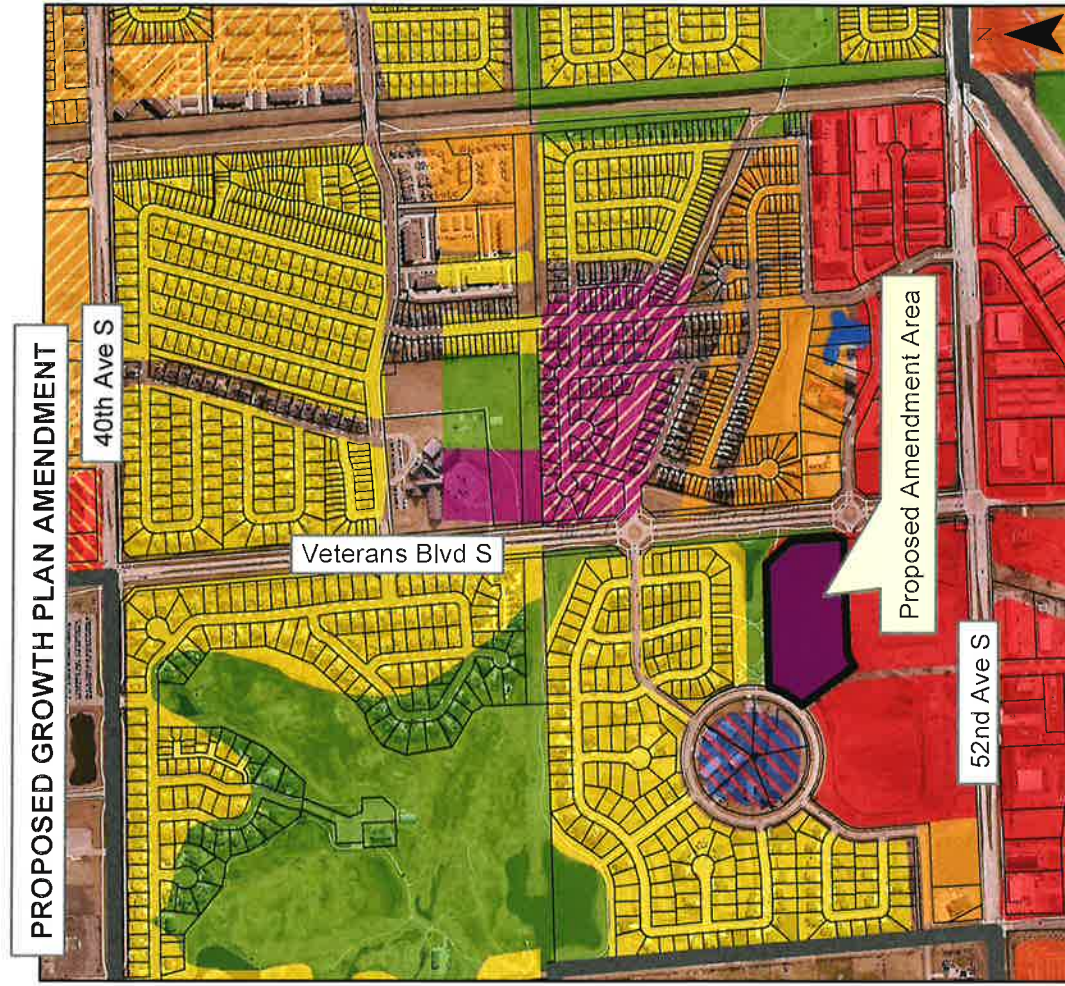 PROPOSED GROWTH PLAN AMENDMENT
40th Ave S
Veterans Blvd S
Proposed Amendment Area
52nd Ave S
N